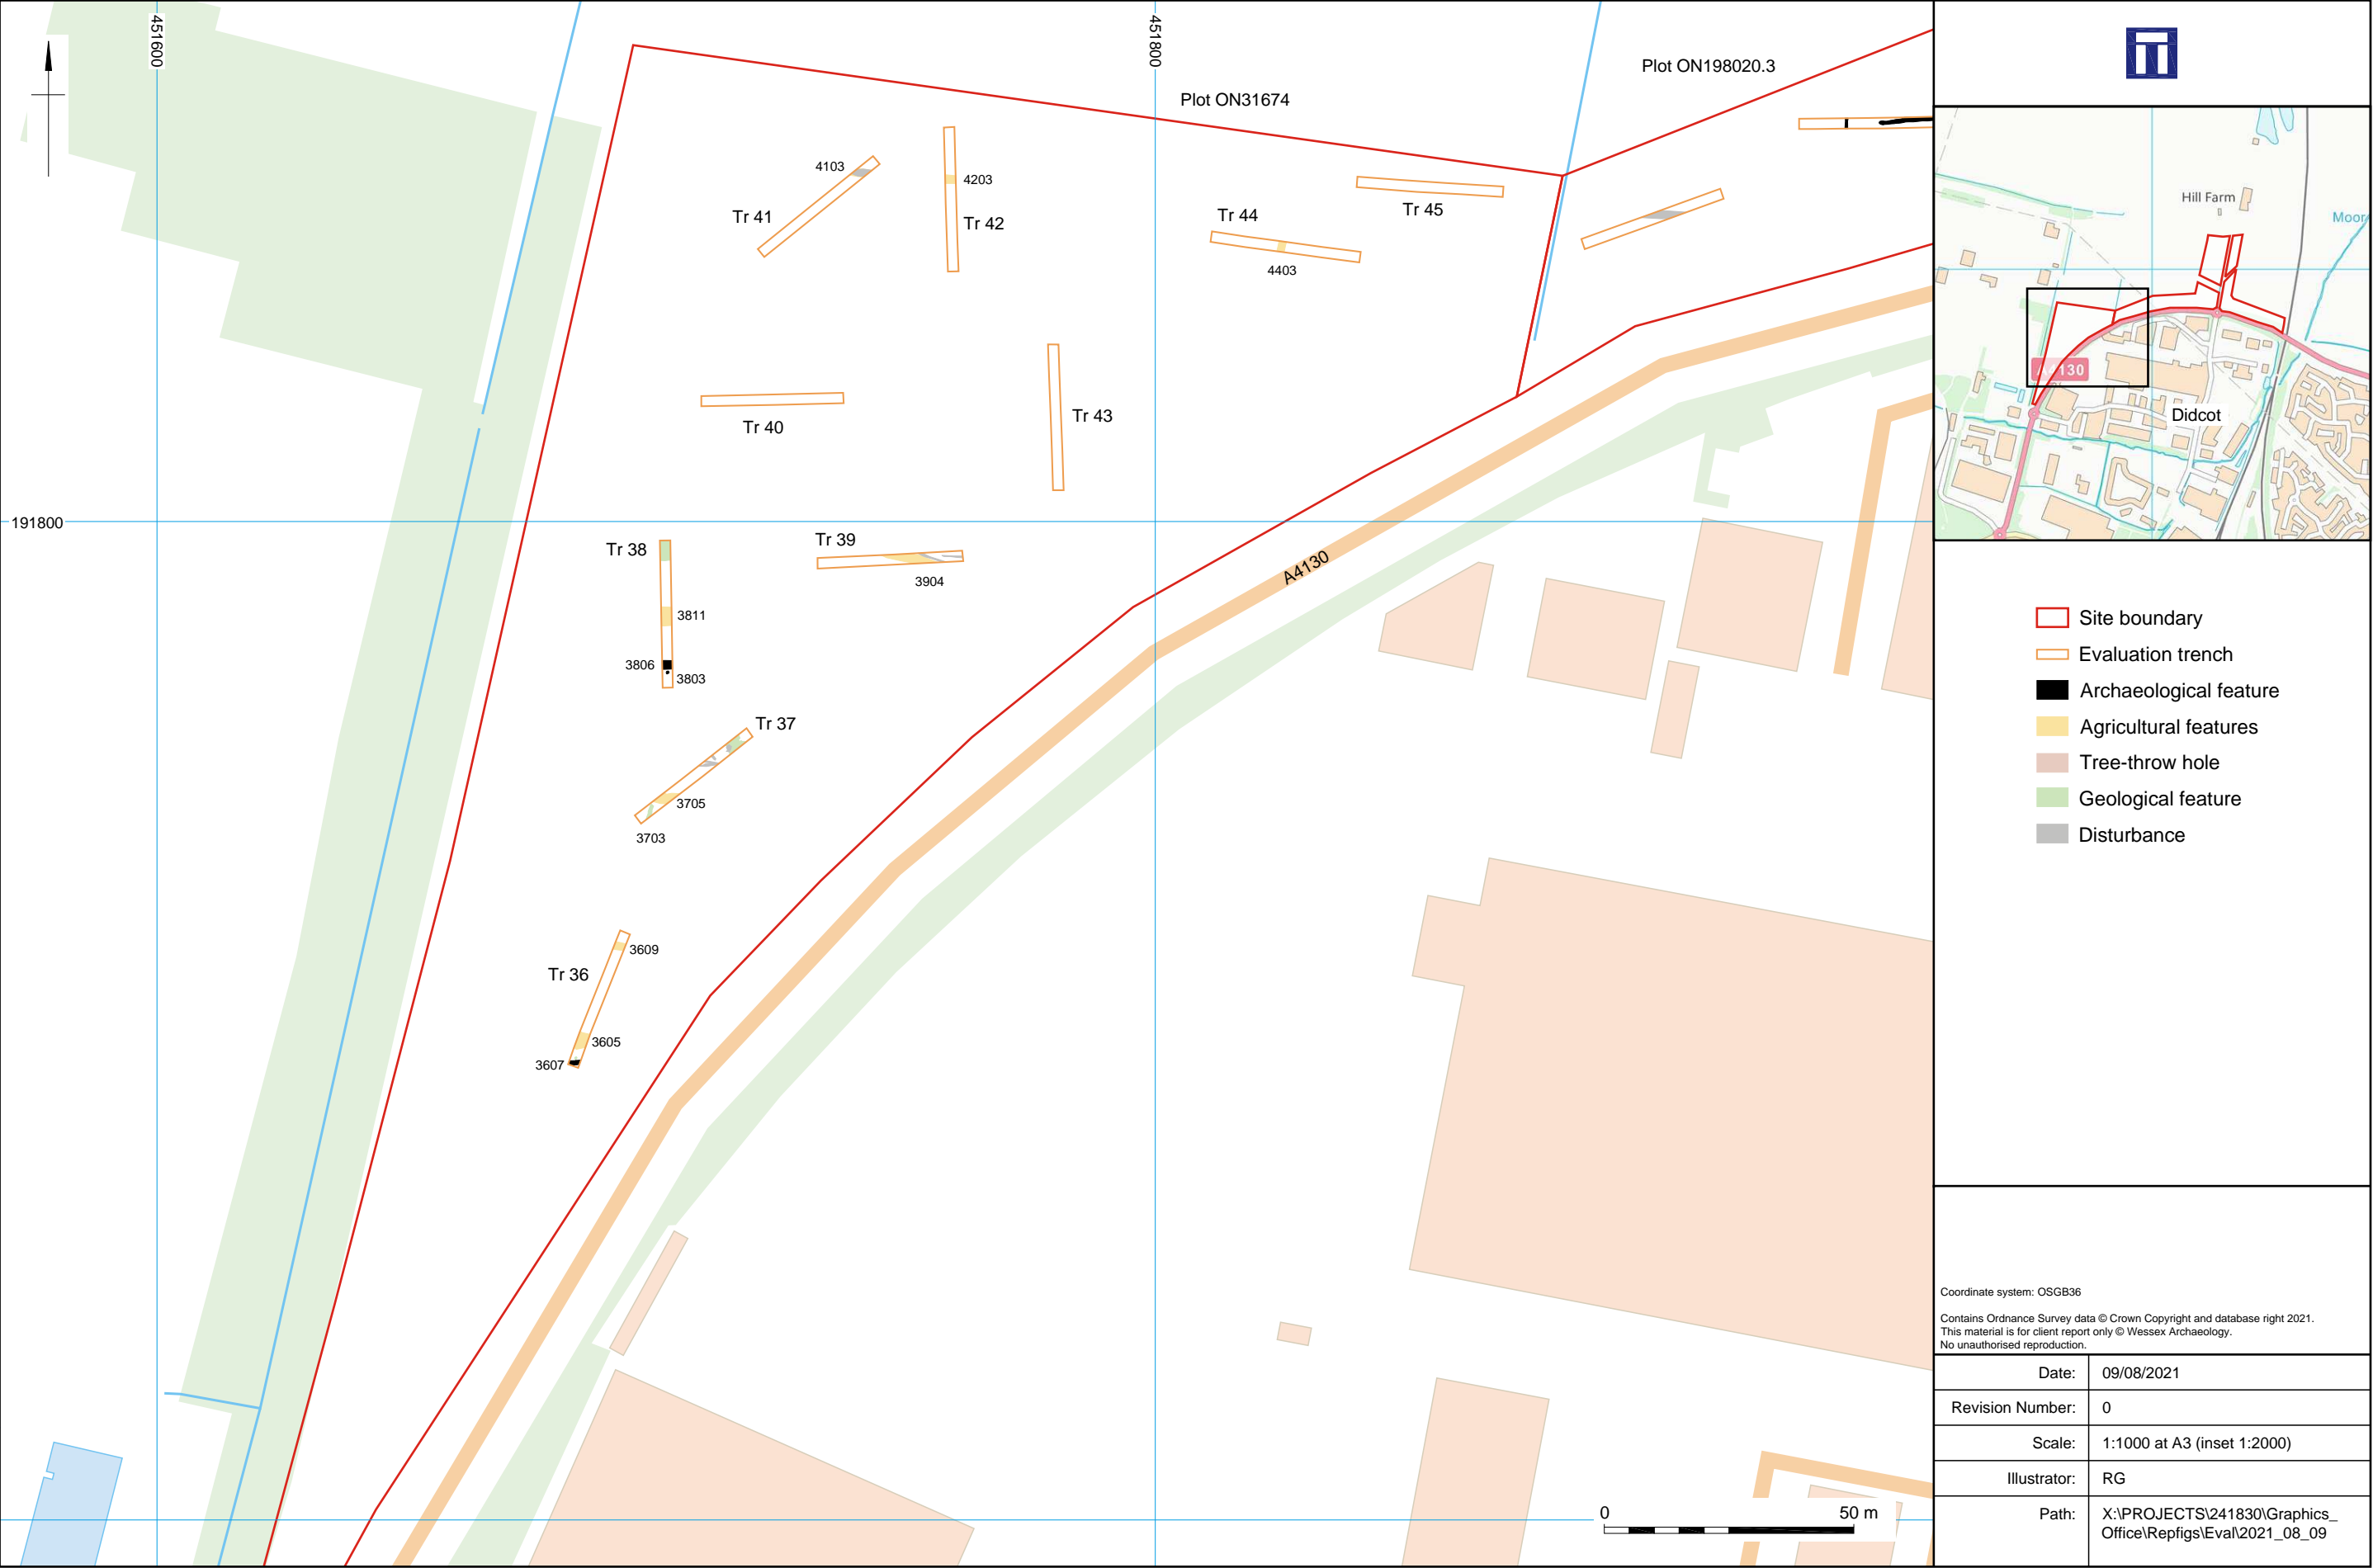 451600
451800
Plot ON31674
Plot ON198020.3
4103
4203
Tr 41
Tr 42
Tr 44
Tr 45
4403
Tr 40
Tr 43
191800
Tr 38
Tr 39
3904
3811
3806
3803
A4130
Tr 37
3705
3703
3609
Tr 36
3605
3607
0
50 m
Hill Farm
Moor
Didcot
Site boundary
Evaluation trench
Archaeological feature
Agricultural features
Tree-throw hole
Geological feature
Disturbance
Coordinate system: OSGB36
Contains Ordnance Survey data © Crown Copyright and database right 2021.
This material is for client report only © Wessex Archaeology.
No unauthorised reproduction.
Date: 09/08/2021
Revision Number: 0
Scale: 1:1000 at A3 (inset 1:2000)
Illustrator: RG
Path: X:\PROJECTS\241830\Graphics_
Office\Repfigs\Eval\2021_08_09